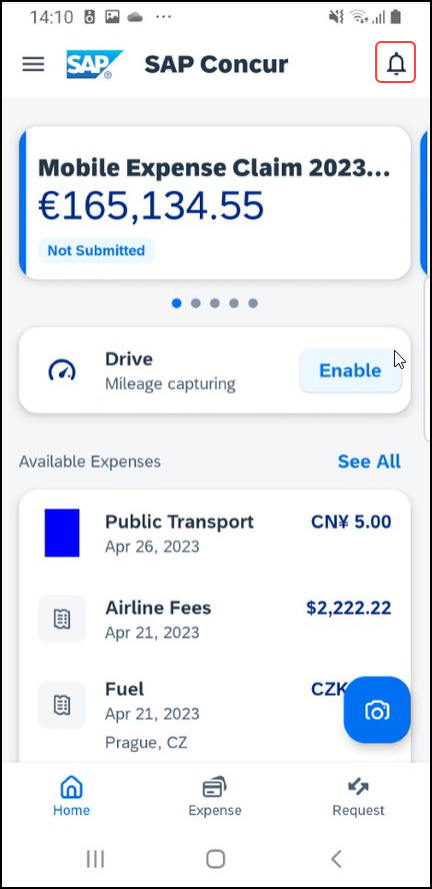 14:10
SAP SAP Concur
Mobile Expense Claim 2023...
€165,134.55
Not Submitted
Drive
Mileage capturing
Enable
Available Expenses
See All
Public Transport
CN¥ 5.00
Apr 26, 2023
Airline Fees
$2,222.22
Apr 21, 2023
Fuel
CZK
Apr 21, 2023
Prague, CZ
Home
Expense
Request